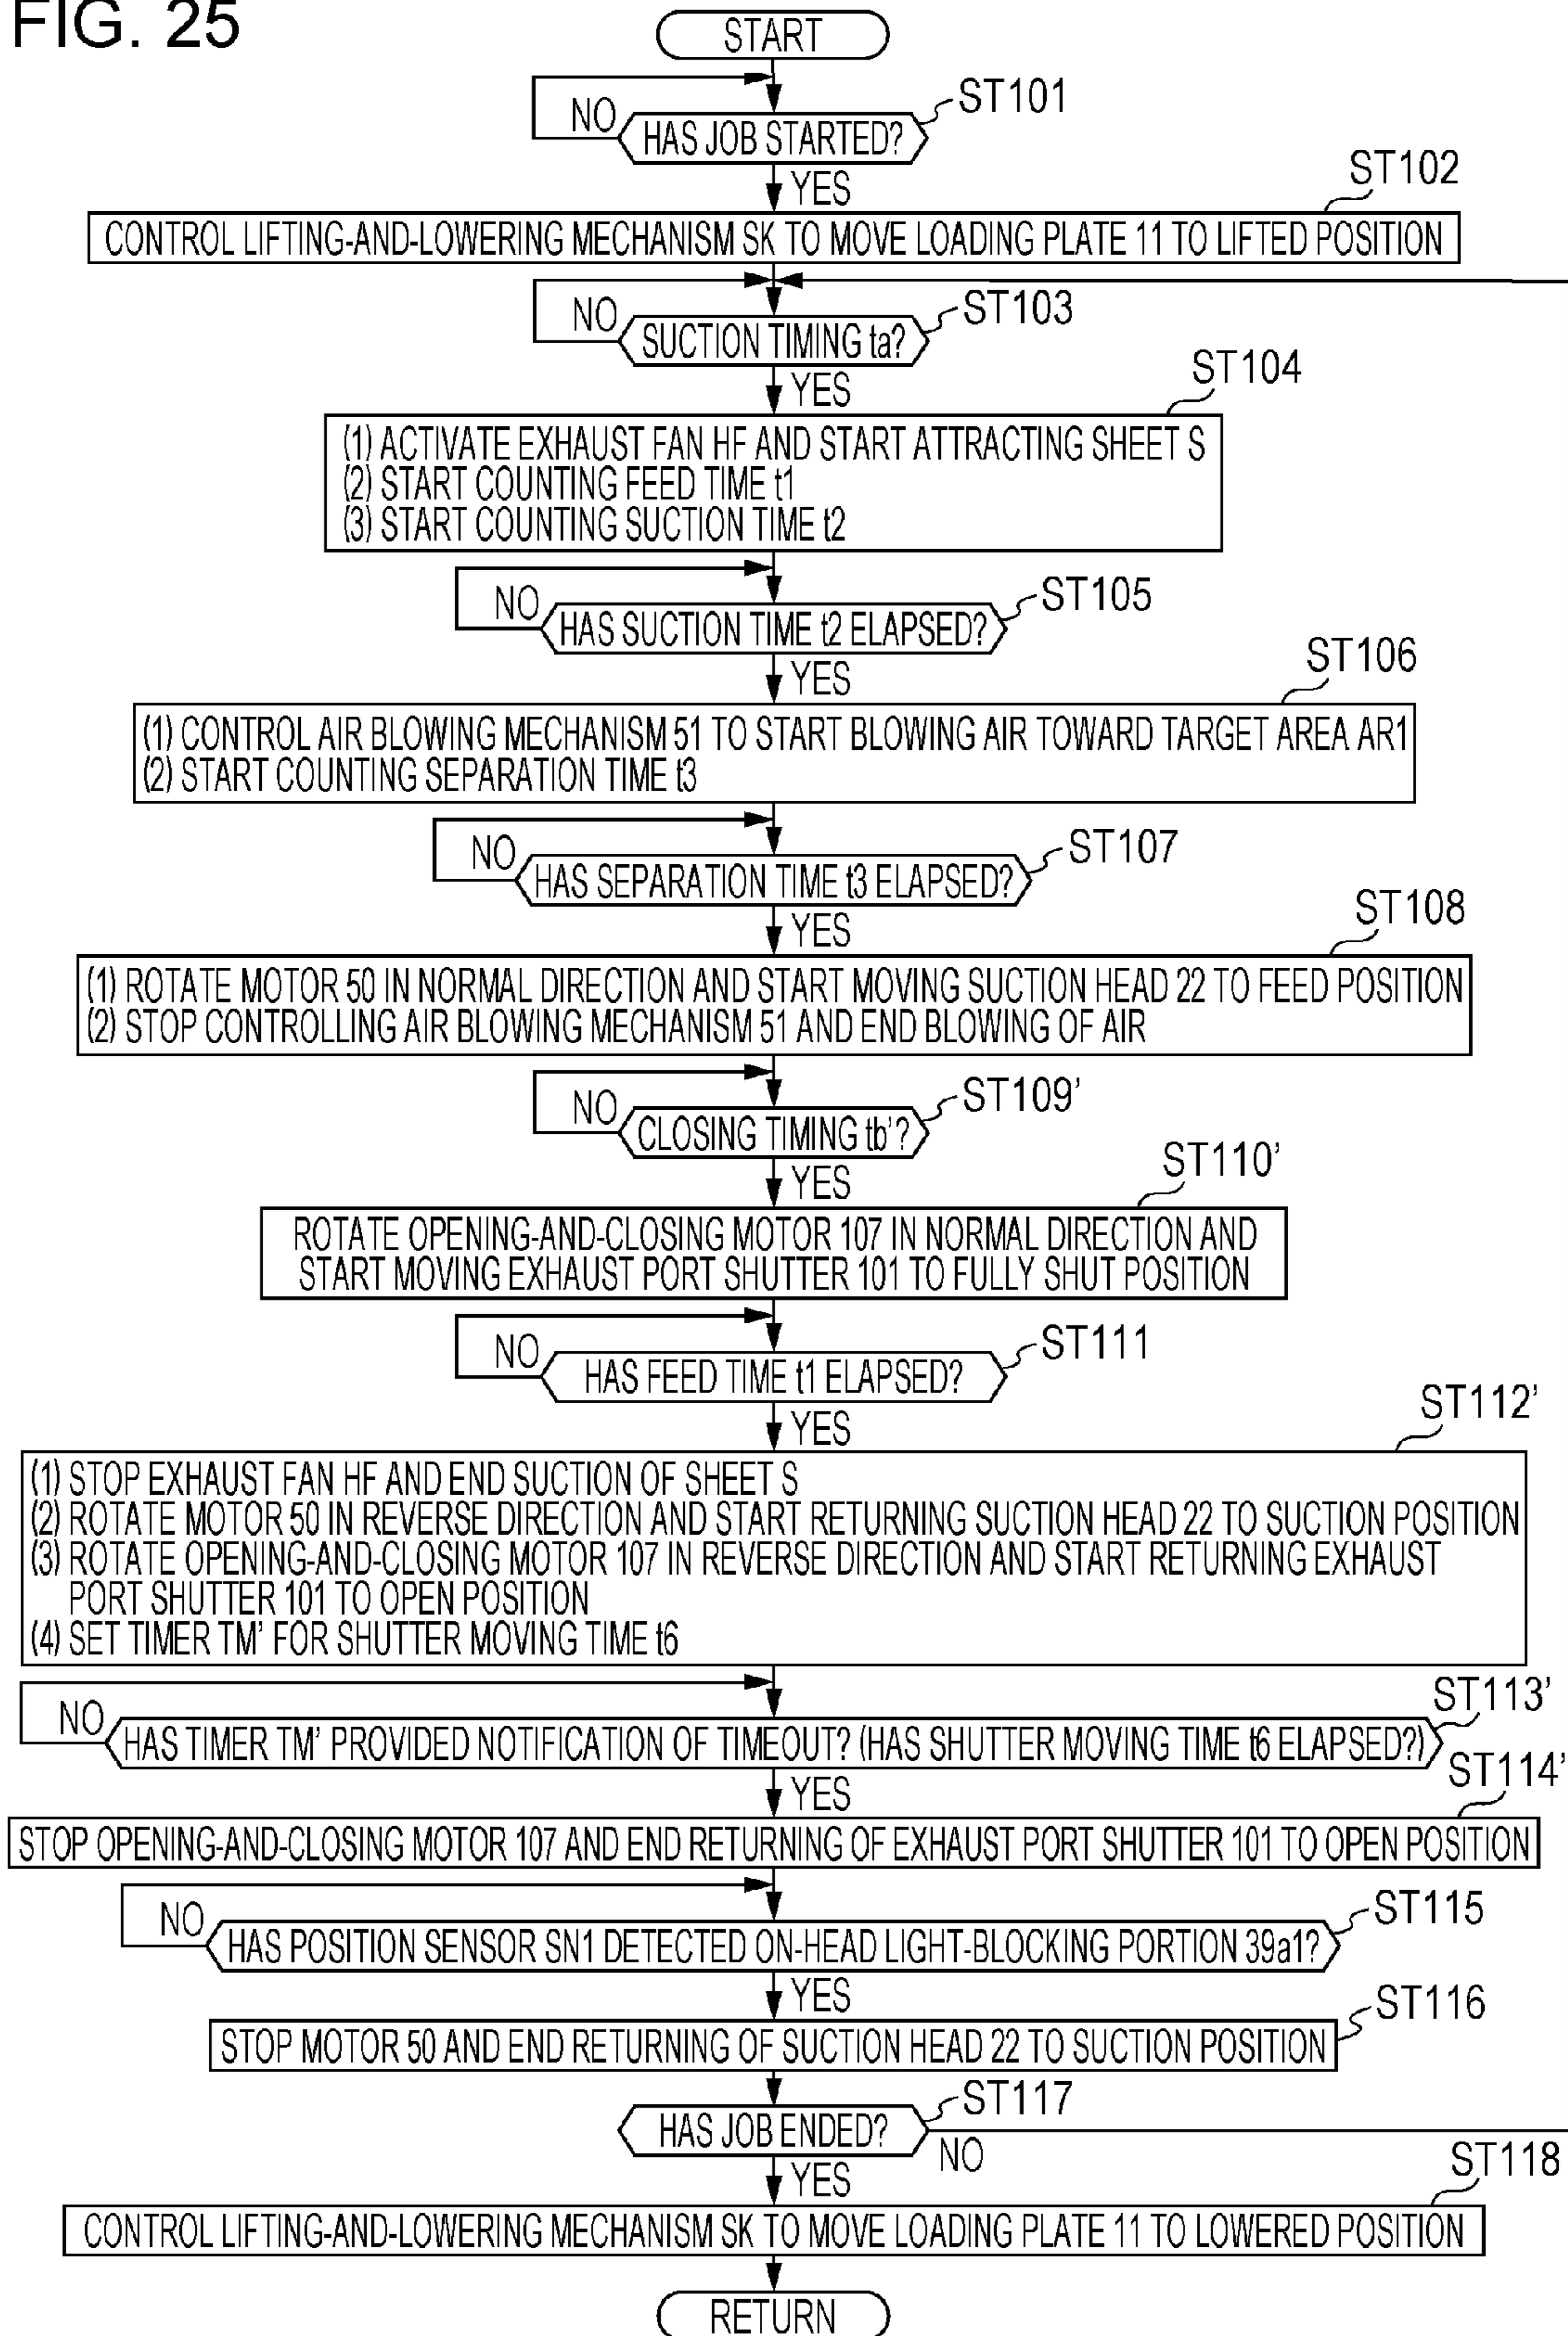 FIG. 25
START
NO
ST101
HAS JOB STARTED?
YES
ST102
CONTROL LIFTING-AND-LOWERING MECHANISM SK TO MOVE LOADING PLATE 11 TO LIFTED POSITION
NO
ST103
SUCTION TIMING ta?
YES
ST104
(1) ACTIVATE EXHAUST FAN HF AND START ATTRACTING SHEET S
(2) START COUNTING FEED TIME t1
(3) START COUNTING SUCTION TIME t2
NO
ST105
HAS SUCTION TIME t2 ELAPSED?
YES
ST106
(1) CONTROL AIR BLOWING MECHANISM 51 TO START BLOWING AIR TOWARD TARGET AREA AR1
(2) START COUNTING SEPARATION TIME t3
NO
ST107
HAS SEPARATION TIME t3 ELAPSED?
YES
ST108
(1) ROTATE MOTOR 50 IN NORMAL DIRECTION AND START MOVING SUCTION HEAD 22 TO FEED POSITION
(2) STOP CONTROLLING AIR BLOWING MECHANISM 51 AND END BLOWING OF AIR
NO
ST109'
CLOSING TIMING tb'?
YES
ST110'
ROTATE OPENING-AND-CLOSING MOTOR 107 IN NORMAL DIRECTION AND
START MOVING EXHAUST PORT SHUTTER 101 TO FULLY SHUT POSITION
NO
ST111
HAS FEED TIME t1 ELAPSED?
YES
ST112'
(1) STOP EXHAUST FAN HF AND END SUCTION OF SHEET S
(2) ROTATE MOTOR 50 IN REVERSE DIRECTION AND START RETURNING SUCTION HEAD 22 TO SUCTION POSITION
(3) ROTATE OPENING-AND-CLOSING MOTOR 107 IN REVERSE DIRECTION AND START RETURNING EXHAUST
PORT SHUTTER 101 TO OPEN POSITION
(4) SET TIMER TM' FOR SHUTTER MOVING TIME t6
NO
ST113'
HAS TIMER TM' PROVIDED NOTIFICATION OF TIMEOUT? (HAS SHUTTER MOVING TIME t6 ELAPSED?)
YES
ST114'
STOP OPENING-AND-CLOSING MOTOR 107 AND END RETURNING OF EXHAUST PORT SHUTTER 101 TO OPEN POSITION
NO
ST115
HAS POSITION SENSOR SN1 DETECTED ON-HEAD LIGHT-BLOCKING PORTION 39a1?
YES
ST116
STOP MOTOR 50 AND END RETURNING OF SUCTION HEAD 22 TO SUCTION POSITION
ST117
HAS JOB ENDED?
NO
YES
ST118
CONTROL LIFTING-AND-LOWERING MECHANISM SK TO MOVE LOADING PLATE 11 TO LOWERED POSITION
RETURN